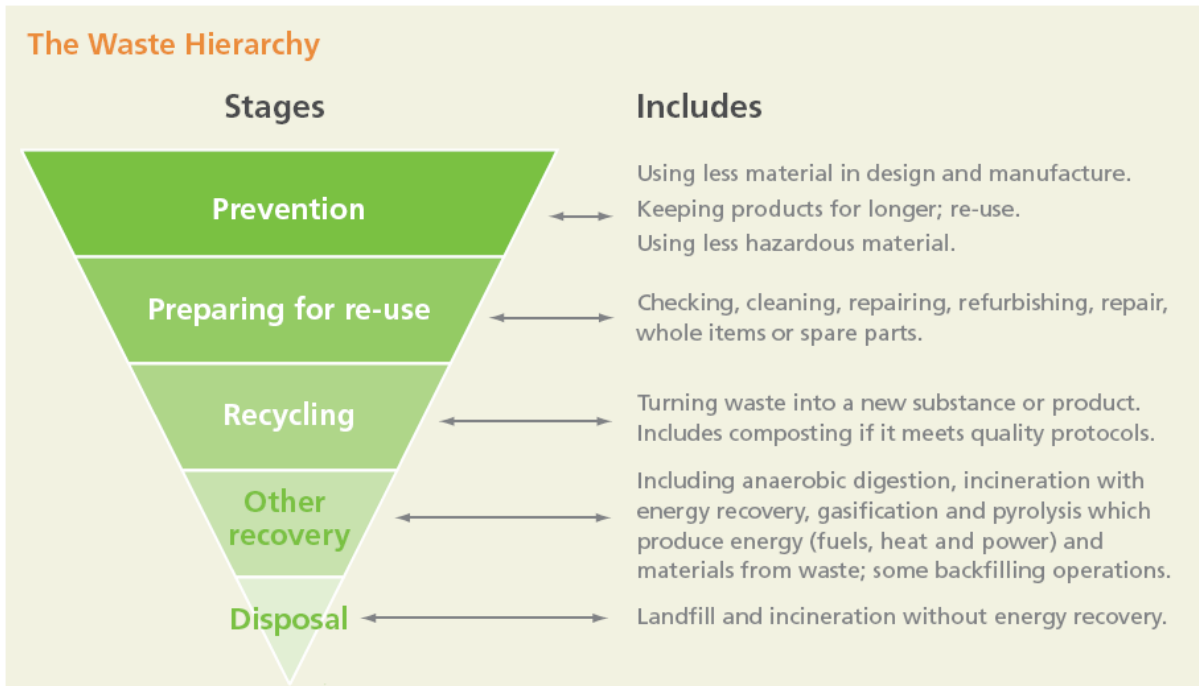 The Waste Hierarchy
Stages
Includes
Prevention
Using less material in design and manufacture.
Keeping products for longer; re-use.
Using less hazardous material.
Preparing for re-use
Checking, cleaning, repairing, refurbishing, repair,
whole items or spare parts.
Recycling
Turning waste into a new substance or product.
Includes composting if it meets quality protocols.
Other
recovery
Including anaerobic digestion, incineration with
energy recovery, gasification and pyrolysis which
produce energy (fuels, heat and power) and
materials from waste; some backfilling operations.
Disposal
Landfill and incineration without energy recovery.